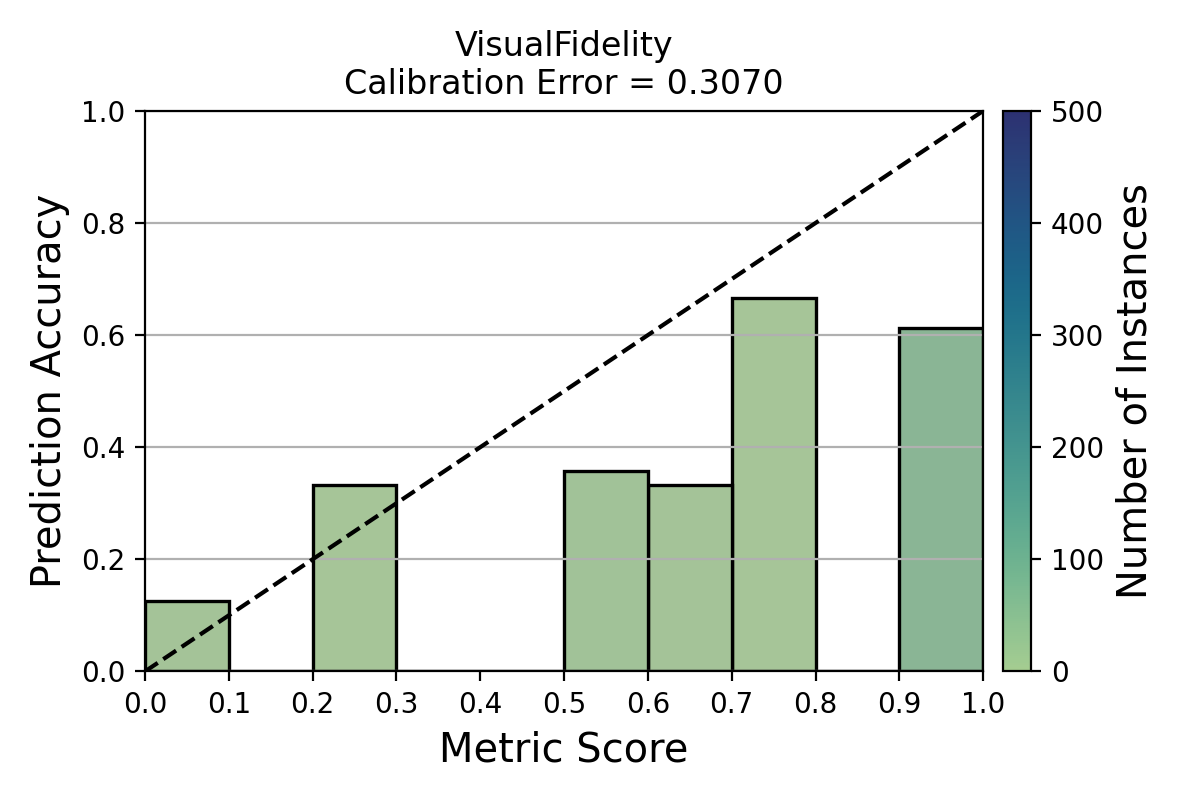 VisualFidelity
Calibration Error = 0.3070
Prediction Accuracy
1.0
0.8
0.6
0.4
0.2
0.0
0.0 0.1 0.2 0.3 0.4 0.5 0.6 0.7 0.8 0.9 1.0
Metric Score
500
400
300
200
100
0
Number of Instances